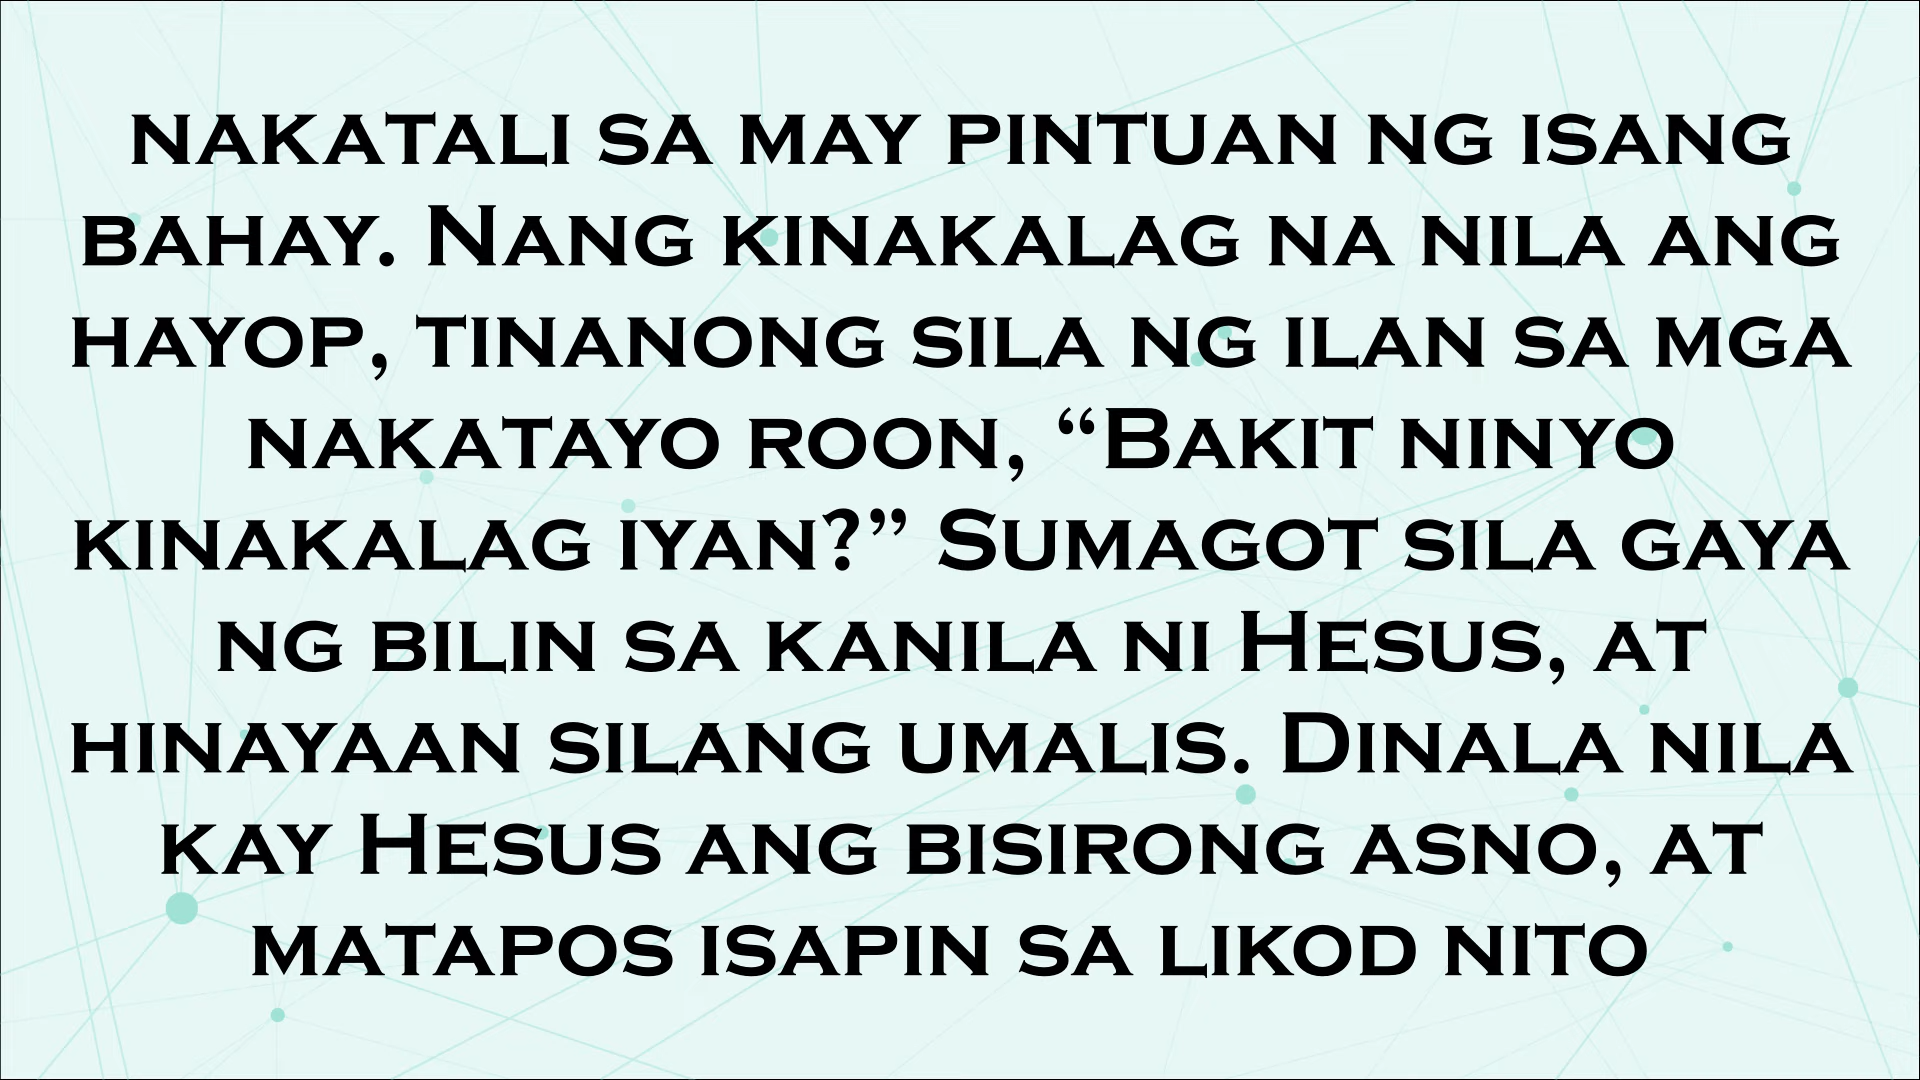 nakatali sa may pintuan ng isang
bahay. Nang kinakalag na nila ang
hayop, tinanong sila ng ilan sa mga
nakatayo roon, “Bakit ninyo
kinakalag iyan?” Sumagot sila gaya
ng bilin sa kanila ni Hesus, at
hinayaan silang umalis. Dinala nila
kay Hesus ang bisirong asno, at
matapos isapin sa likod nito